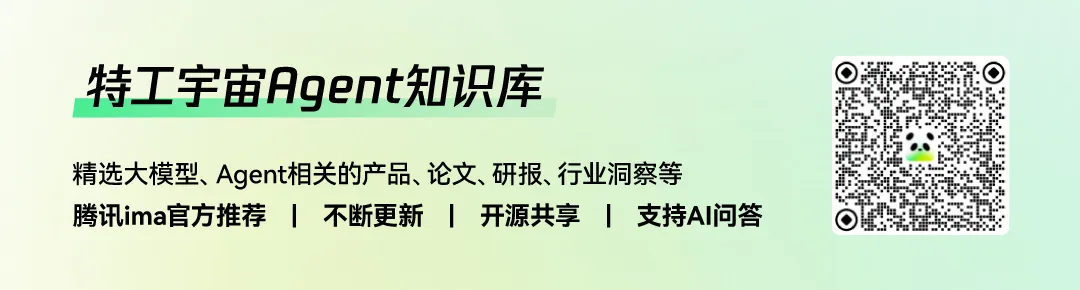 特工宇宙Agent知识库
精选大模型、Agent相关的产品、论文、研报、行业洞察等
腾讯ima官方推荐 | 不断更新 | 开源共享 | 支持AI问答